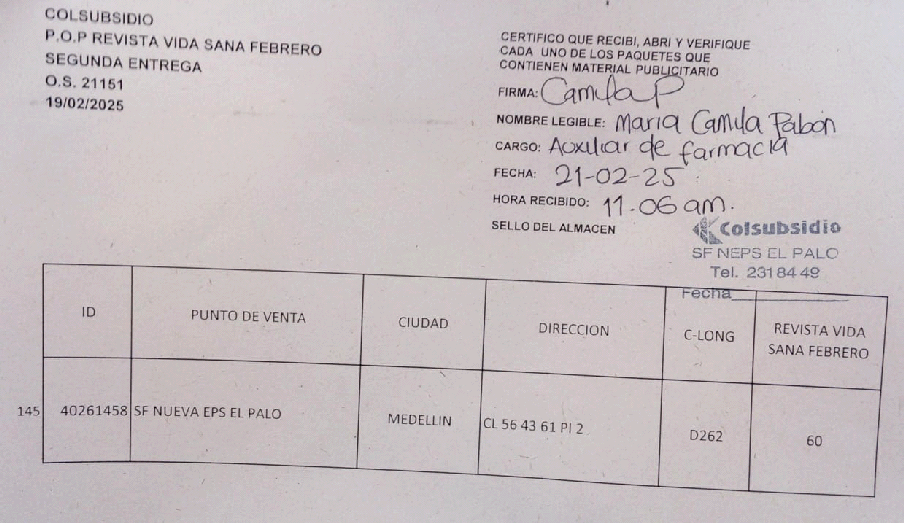 COLSUBSIDIO
P.O.P REVISTA VIDA SANA FEBRERO
SEGUNDA ENTREGA
O.S. 21151
19/02/2025
CERTIFICO QUE RECIBI, ABRI Y VERIFIQUE
CADA UNO DE LOS PAQUETES QUE
CONTIENEN MATERIAL PUBLICITARIO
FIRMA: Camila P
NOMBRE LEGIBLE: Maria Camila Pabón
CARGO: Auxiliar de farmacia
FECHA: 21-02-25
HORA RECIBIDO: 11.06 am.
SELLO DEL ALMACEN
Colsubsidio
SF NEPS EL PALO
Tel. 231 84 49
Fecha
ID PUNTO DE VENTA CIUDAD DIRECCION C-LONG REVISTA VIDA SANA FEBRERO
145 40261458 SF NUEVA EPS EL PALO MEDELLIN CL 56 43 61 PI 2 D262 60